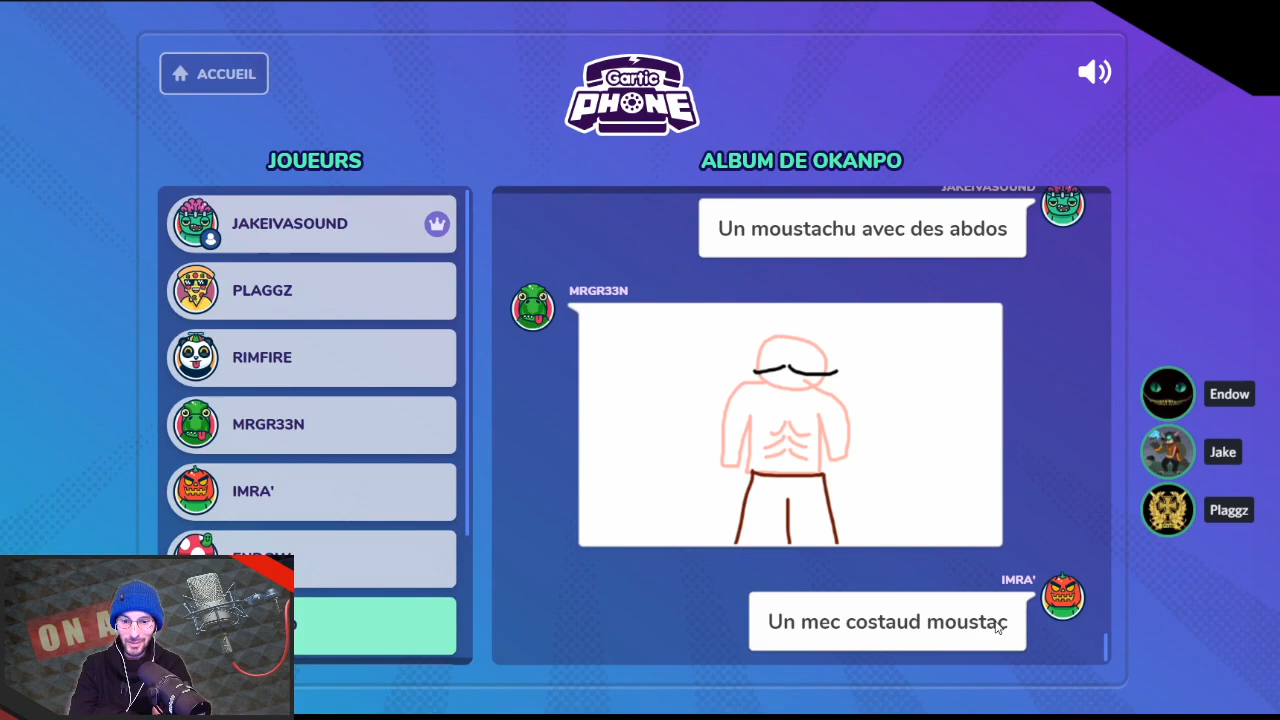 ACCUEIL
Gartic
PHONE
JOUEURS
ALBUM DE OKANPO
JAKEIVASOUND
PLAGGZ
RIMFIRE
MRGR33N
IMRA'
JAKEIVASOUND
Un moustachu avec des abdos
MRGR33N
IMRA'
Un mec costaud moustac
Endow
Jake
Plaggz
ON A